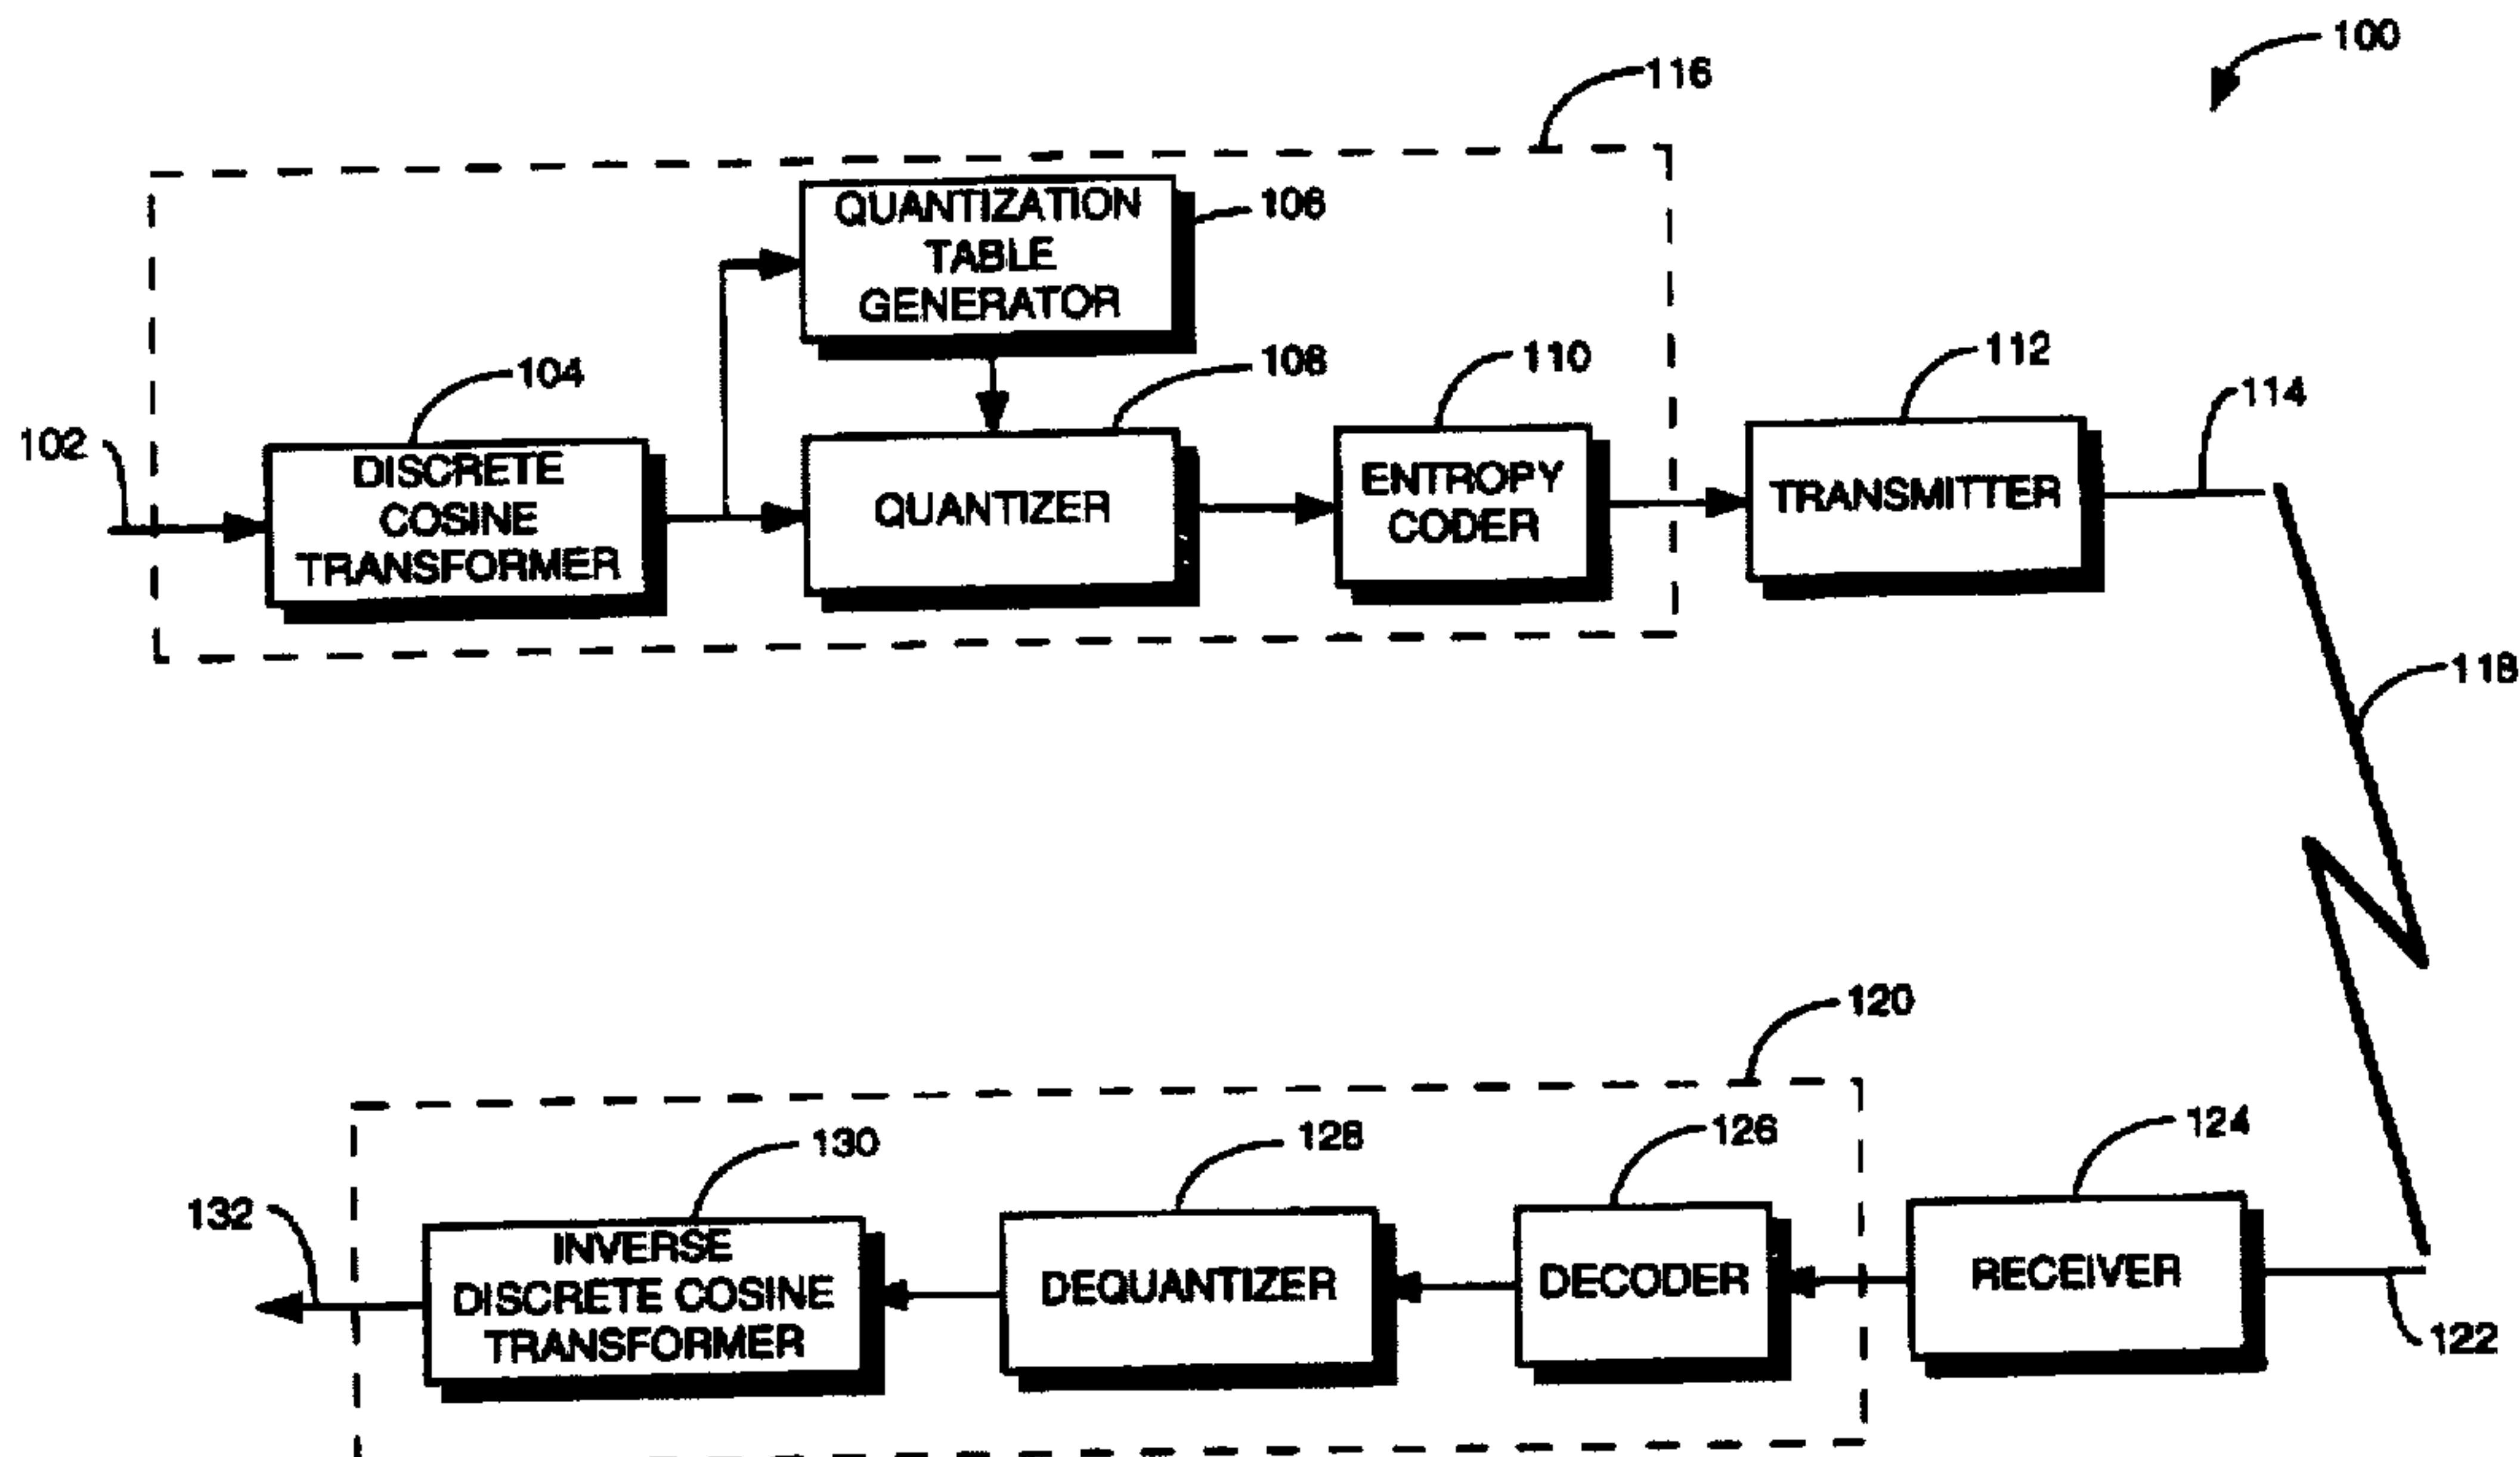 100
116
QUANTIZATION
TABLE
GENERATOR
106
104
108
110
112
114
102
DISCRETE
COSINE
TRANSFORMER
QUANTIZER
ENTROPY
CODER
TRANSMITTER
118
120
130
128
126
124
132
INVERSE
DISCRETE COSINE
TRANSFORMER
DEQUANTIZER
DECODER
RECEIVER
122